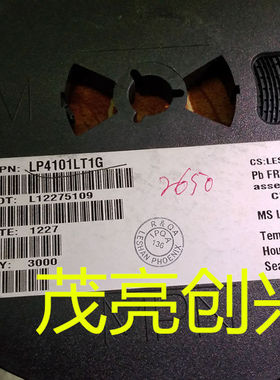 PN: LP4101LT1G
OT: L12275109
TE: 1227
Y: 3000
2650
R & QA
LPQA
136
LESHAN PHOENIX
CS:LES
Pb FR
asse
C
MS L
Tem
Hou
Sea
茂亮创